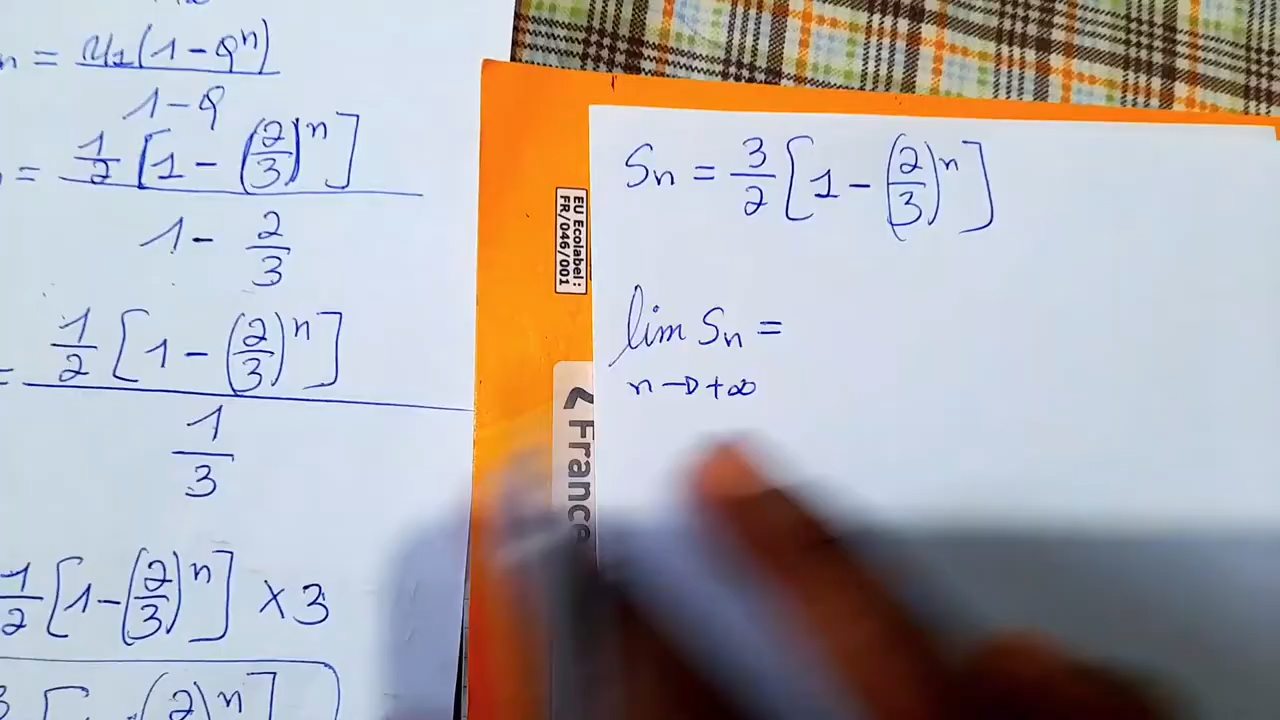 n = u₁(1-qⁿ) / 1-q
= 1/2 [1 - (2/3)ⁿ] / 1 - 2/3
= 1/2 [1 - (2/3)ⁿ] / 1/3
1/2 [1 - (2/3)ⁿ] × 3
(2/3)ⁿ]
EU Ecolabel :
FR/046/001
France
Sn = 3/2 [1 - (2/3)ⁿ]
lim Sn =
n → +∞